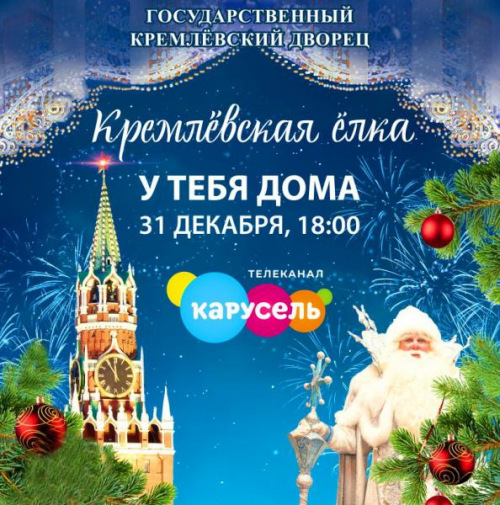 ГОСУДАРСТВЕННЫЙ
КРЕМЛЁВСКИЙ ДВОРЕЦ
Кремлёвская ёлка
У ТЕБЯ ДОМА
31 ДЕКАБРЯ, 18:00
ТЕЛЕКАНАЛ
КАРУСЕЛЬ